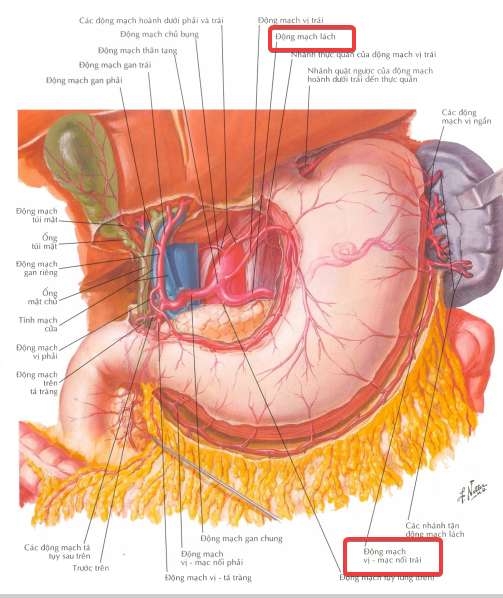 Các động mạch hoành dưới phải và trái
Động mạch chủ bụng
Động mạch thân tạng
Động mạch gan trái
Động mạch gan phải
Động mạch vị trái
Động mạch lách
Nhánh thực quản của động mạch vị trái
Nhánh quặt ngược của động mạch
hoành dưới trái đến thực quản
Các động
mạch vị ngắn
Động mạch
túi mật
Ống
túi mật
Động mạch
gan riêng
Ống
mật chủ
Tĩnh mạch
cửa
Động mạch
vị phải
Động mạch
trên
tá tràng
Các động mạch tá
tụy sau trên
Trước trên
Động mạch gan chung
Động mạch
vị - mạc nối phải
Động mạch vị - tá tràng
Các nhánh tận
động mạch lách
Động mạch
vị - mạc nối trái
Động mạch tụy lưng (trên)
F. Netter